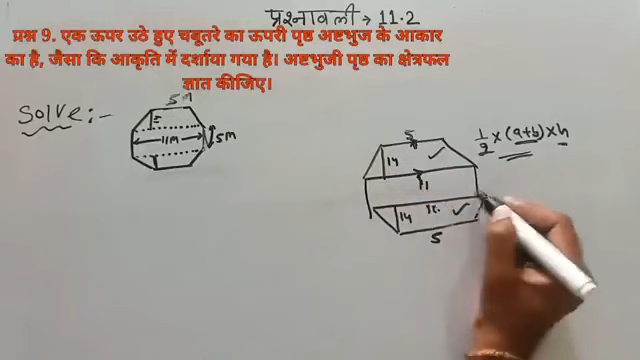 प्रश्नावली → 11.2
प्रश्न 9. एक ऊपर उठे हुए चबूतरे का ऊपरी पृष्ठ अष्टभुज के आकार
का है, जैसा कि आकृति में दर्शाया गया है। अष्टभुजी पृष्ठ का क्षेत्रफल
ज्ञात कीजिए।
Solve:-
5M
11M
5M
5
14
11
14
11
5
1/2 × (a+b) × h